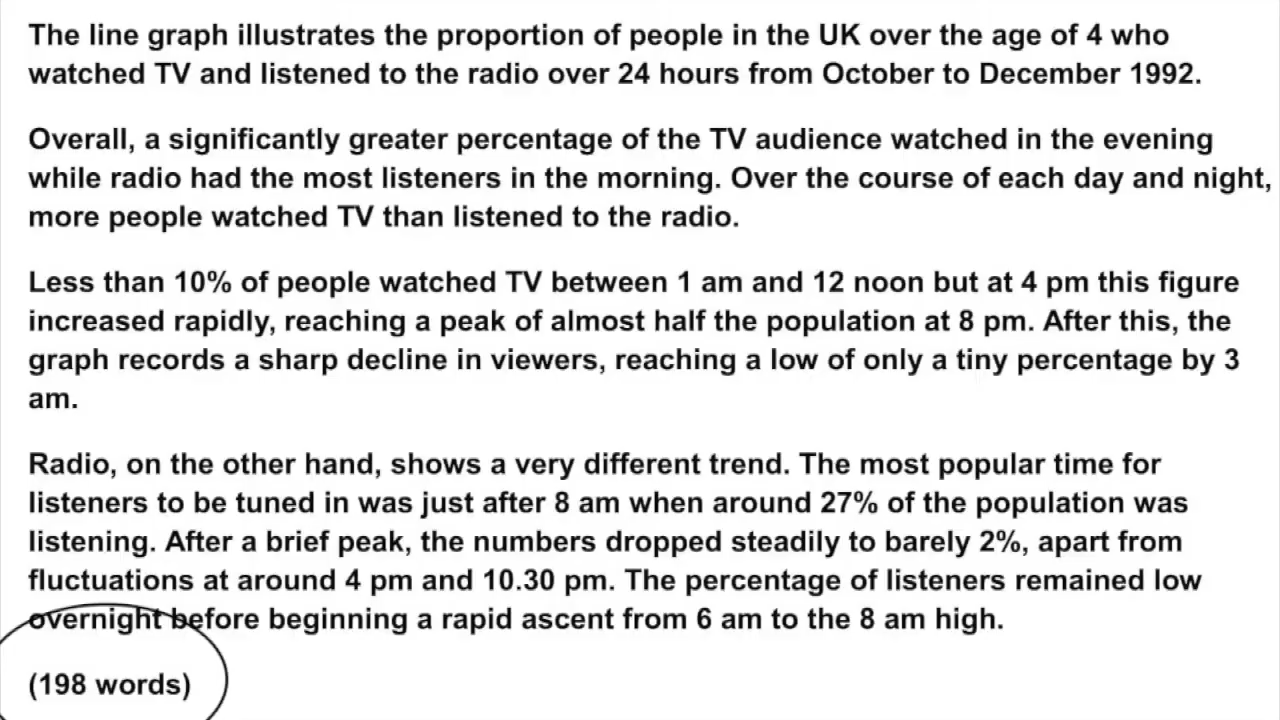 The line graph illustrates the proportion of people in the UK over the age of 4 who
watched TV and listened to the radio over 24 hours from October to December 1992.
Overall, a significantly greater percentage of the TV audience watched in the evening
while radio had the most listeners in the morning. Over the course of each day and night,
more people watched TV than listened to the radio.
Less than 10% of people watched TV between 1 am and 12 noon but at 4 pm this figure
increased rapidly, reaching a peak of almost half the population at 8 pm. After this, the
graph records a sharp decline in viewers, reaching a low of only a tiny percentage by 3
am.
Radio, on the other hand, shows a very different trend. The most popular time for
listeners to be tuned in was just after 8 am when around 27% of the population was
listening. After a brief peak, the numbers dropped steadily to barely 2%, apart from
fluctuations at around 4 pm and 10.30 pm. The percentage of listeners remained low
overnight before beginning a rapid ascent from 6 am to the 8 am high.
(198 words)